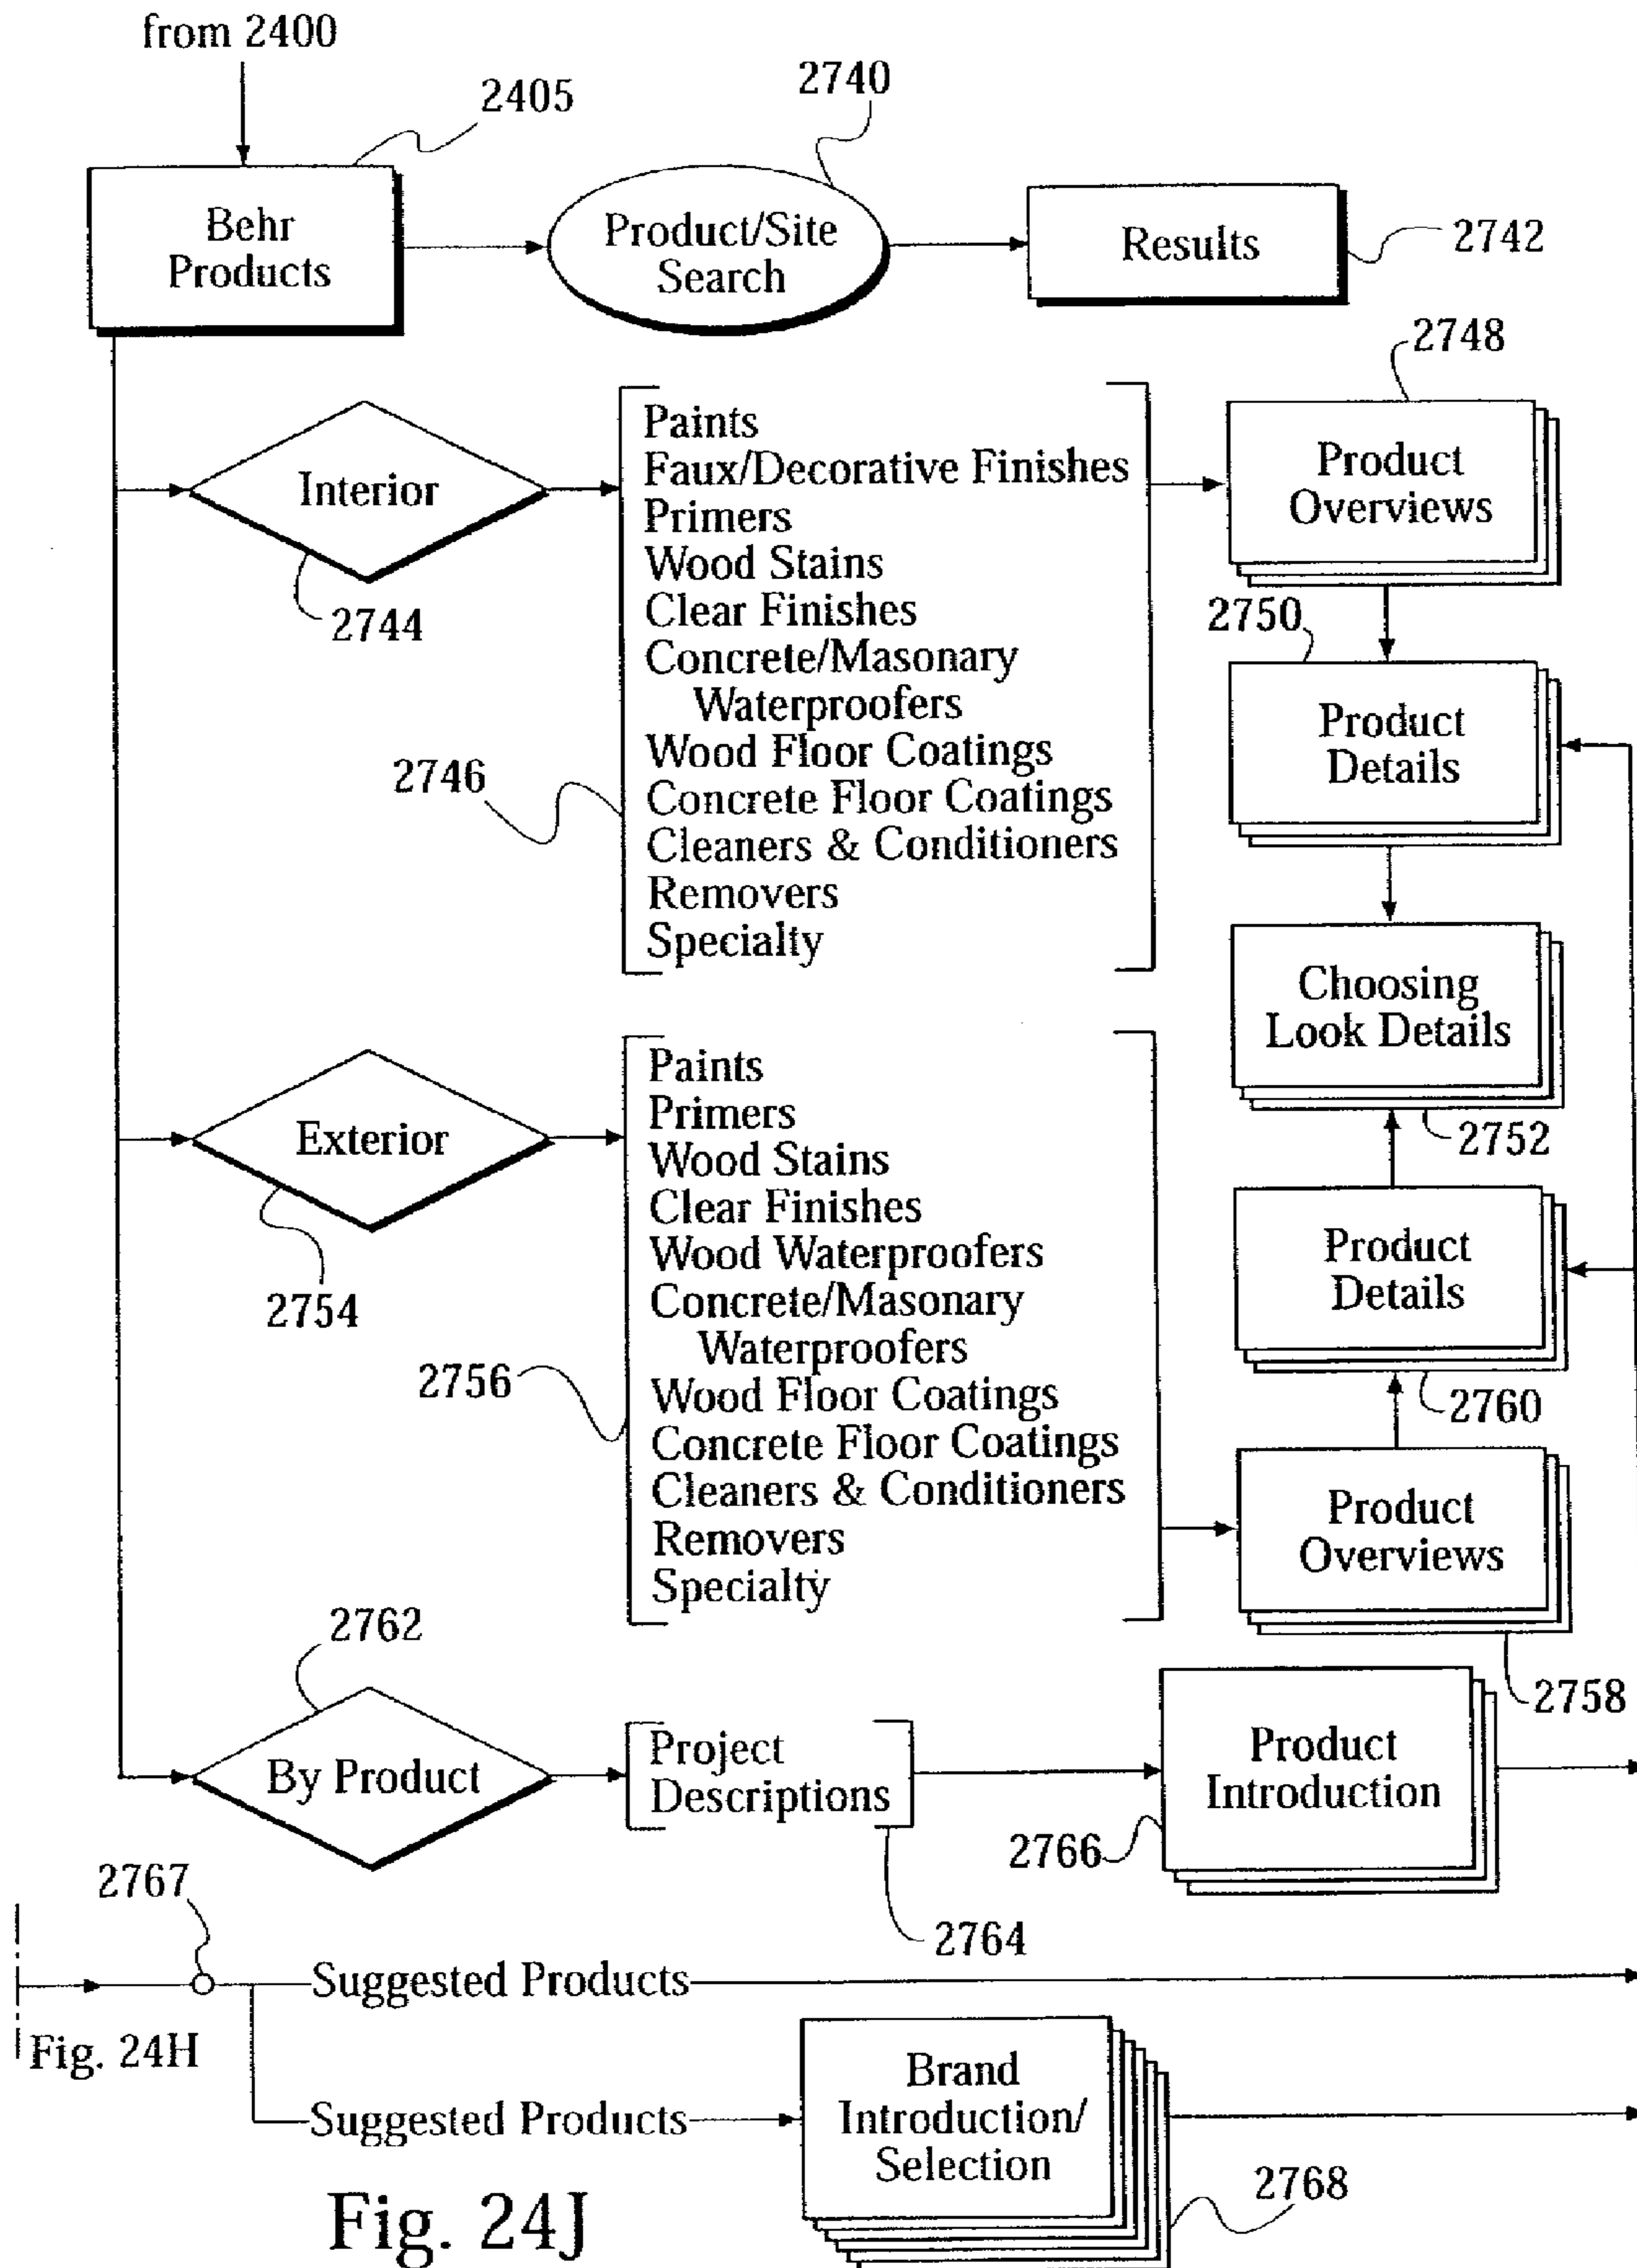 from 2400
2405
2740
Behr
Products
Product/Site
Search
Results
2742
2748
Interior
2744
Paints
Faux/Decorative Finishes
Primers
Wood Stains
Clear Finishes
Concrete/Masonary
Waterproofers
Wood Floor Coatings
Concrete Floor Coatings
Cleaners & Conditioners
Removers
Specialty
2746
Product
Overviews
2750
Product
Details
Choosing
Look Details
2752
Exterior
2754
Paints
Primers
Wood Stains
Clear Finishes
Wood Waterproofers
Concrete/Masonary
Waterproofers
Wood Floor Coatings
Concrete Floor Coatings
Cleaners & Conditioners
Removers
Specialty
2756
Product
Details
2760
Product
Overviews
2758
2762
By Product
Project
Descriptions
2764
Product
Introduction
2766
2767
Suggested Products
Fig. 24H
Suggested Products
Brand
Introduction/
Selection
2768
Fig. 24J